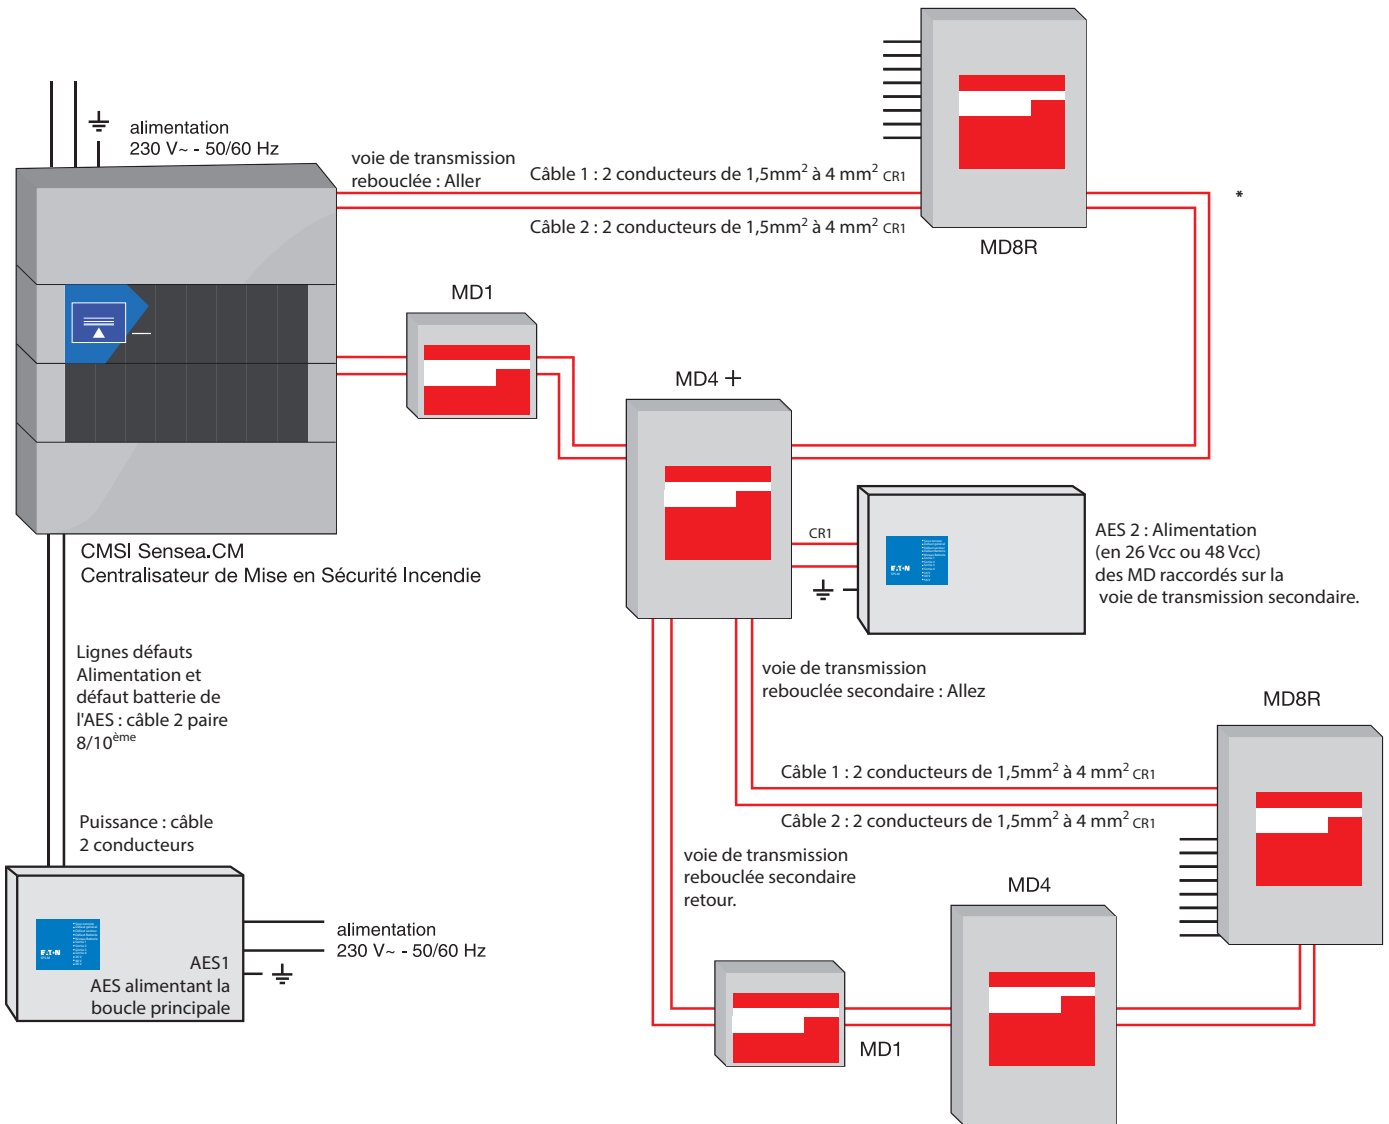 alimentation
230 V~ - 50/60 Hz
voie de transmission
rebouclée : Aller
Câble 1 : 2 conducteurs de 1,5mm² à 4 mm² CR1
Câble 2 : 2 conducteurs de 1,5mm² à 4 mm² CR1
*
MD8R
MD1
MD4 +
CR1
AES 2 : Alimentation
(en 26 Vcc ou 48 Vcc)
des MD raccordés sur la
voie de transmission secondaire.
EATON
CMSI Sensea.CM
Centralisateur de Mise en Sécurité Incendie
Lignes défauts
Alimentation et
défaut batterie de
l'AES : câble 2 paire
8/10ème
voie de transmission
rebouclée secondaire : Allez
MD8R
Câble 1 : 2 conducteurs de 1,5mm² à 4 mm² CR1
Câble 2 : 2 conducteurs de 1,5mm² à 4 mm² CR1
Puissance : câble
2 conducteurs
voie de transmission
rebouclée secondaire
retour.
MD4
EATON
alimentation
230 V~ - 50/60 Hz
AES1
AES alimentant la
boucle principale
MD1